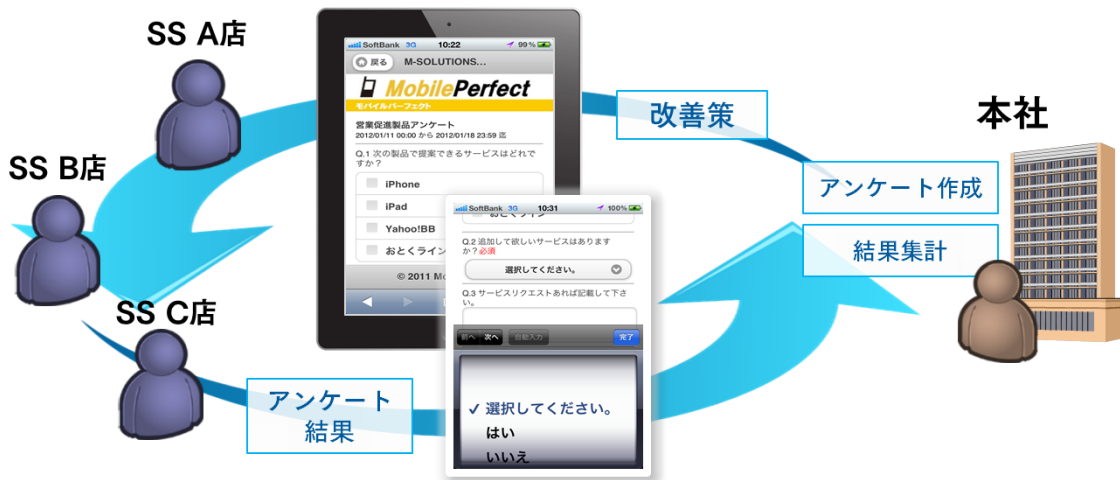 SS A店
SS B店
SS C店
SoftBank 3G 10:22 99%
戻る M-SOLUTIONS...
MobilePerfect
モバイルパーフェクト
営業促進製品アンケート
2012/01/11 00:00 から 2012/01/18 23:59 迄
Q.1 次の製品で提案できるサービスはどれで
すか？
iPhone
iPad
Yahoo!BB
おとくライン
© 2011 Mo
SoftBank 3G 10:31 100%
おとくライン
Q.2 追加して欲しいサービスはあります
か？必須
選択してください。
Q.3 サービスリクエストあれば記載して下さ
い。
前へ 次へ 自動入力 完了
✓ 選択してください。
はい
いいえ
改善策
本社
アンケート作成
結果集計
アンケート
結果